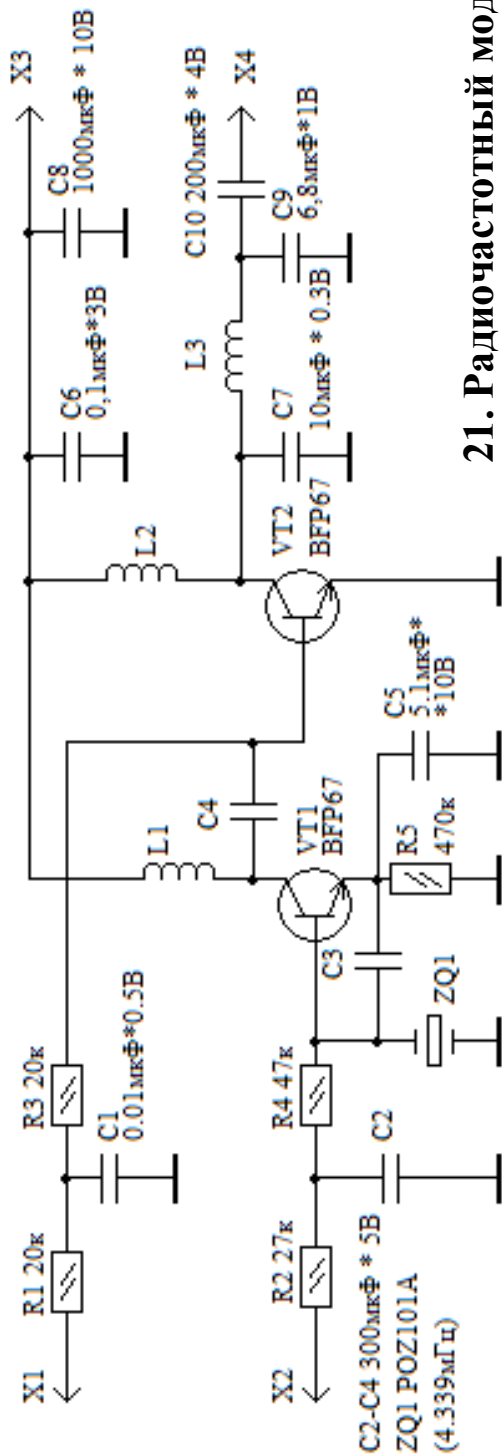 X1
R1 20к
C1
0.01мкФ*0.5В
R3 20к
X2
R2 27к
C2
R4 47к
C2-C4 300мкФ * 5В
ZQ1 POZ101A
(4.339мГц)
C3
ZQ1
L1
C4
VT1
BFP67
R5
470к
C5
5.1мкФ*
*10В
L2
VT2
BFP67
C6
0,1мкФ*3В
C7
10мкФ * 0.3В
L3
C8
1000мкФ * 10В
X3
C10 200мкФ * 4В
X4
C9
6,8мкФ*1В
21. Радиочастотный мод